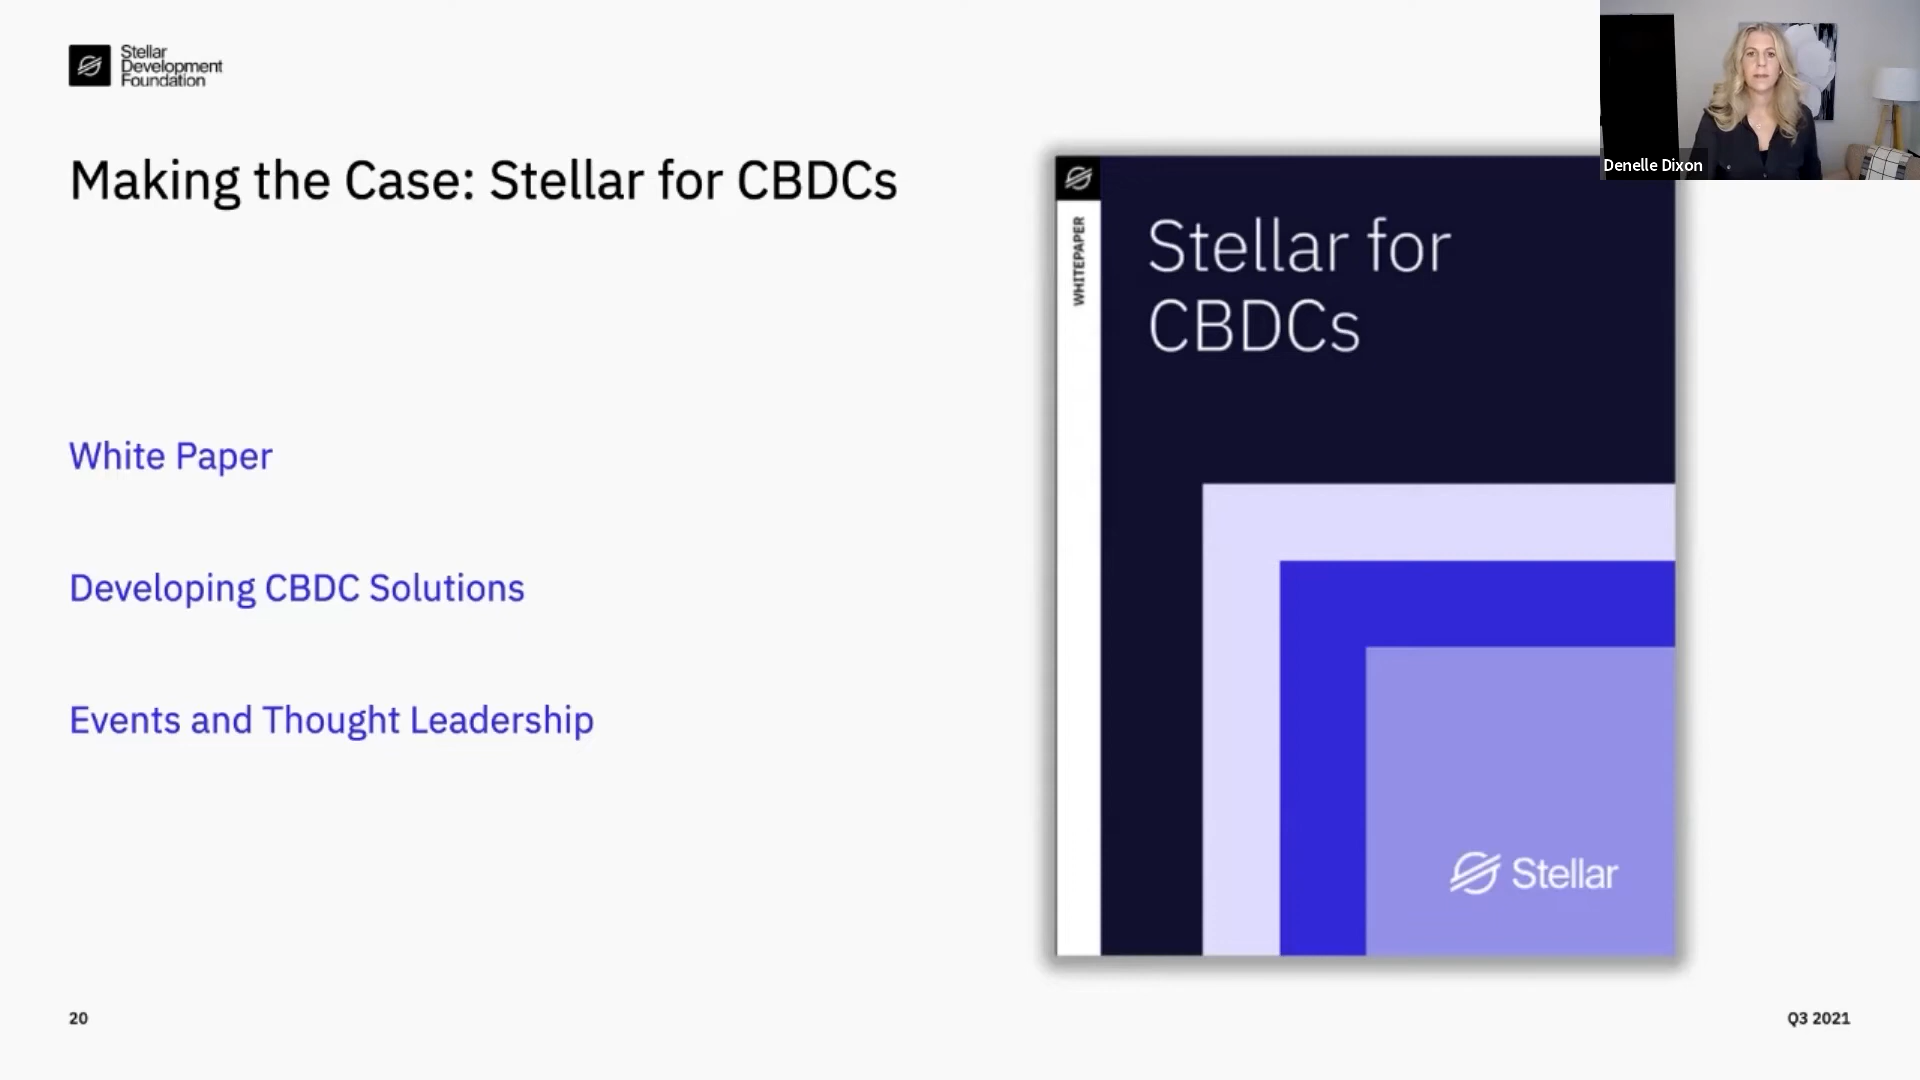 Stellar
Development
Foundation
Denelle Dixon
Making the Case: Stellar for CBDCs
WHITEPAPER
Stellar for
CBDCs
White Paper
Developing CBDC Solutions
Events and Thought Leadership
Stellar
20
Q3 2021